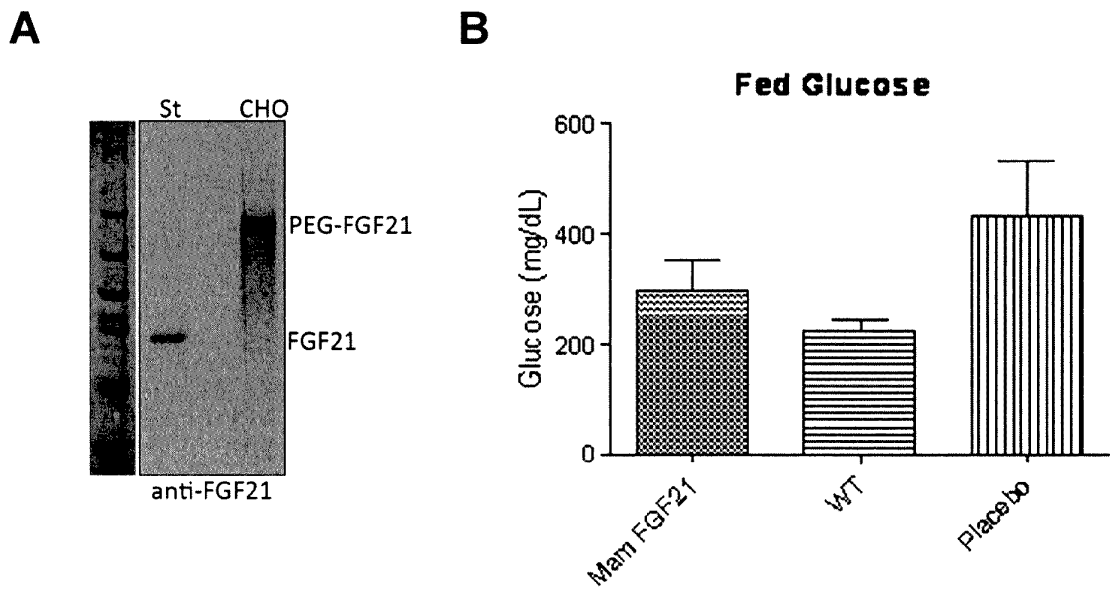 A
B
St CHO
PEG-FGF21
FGF21
anti-FGF21
Fed Glucose
Glucose (mg/dL)
600
400
200
0
Mam FGF21
WT
Placebo